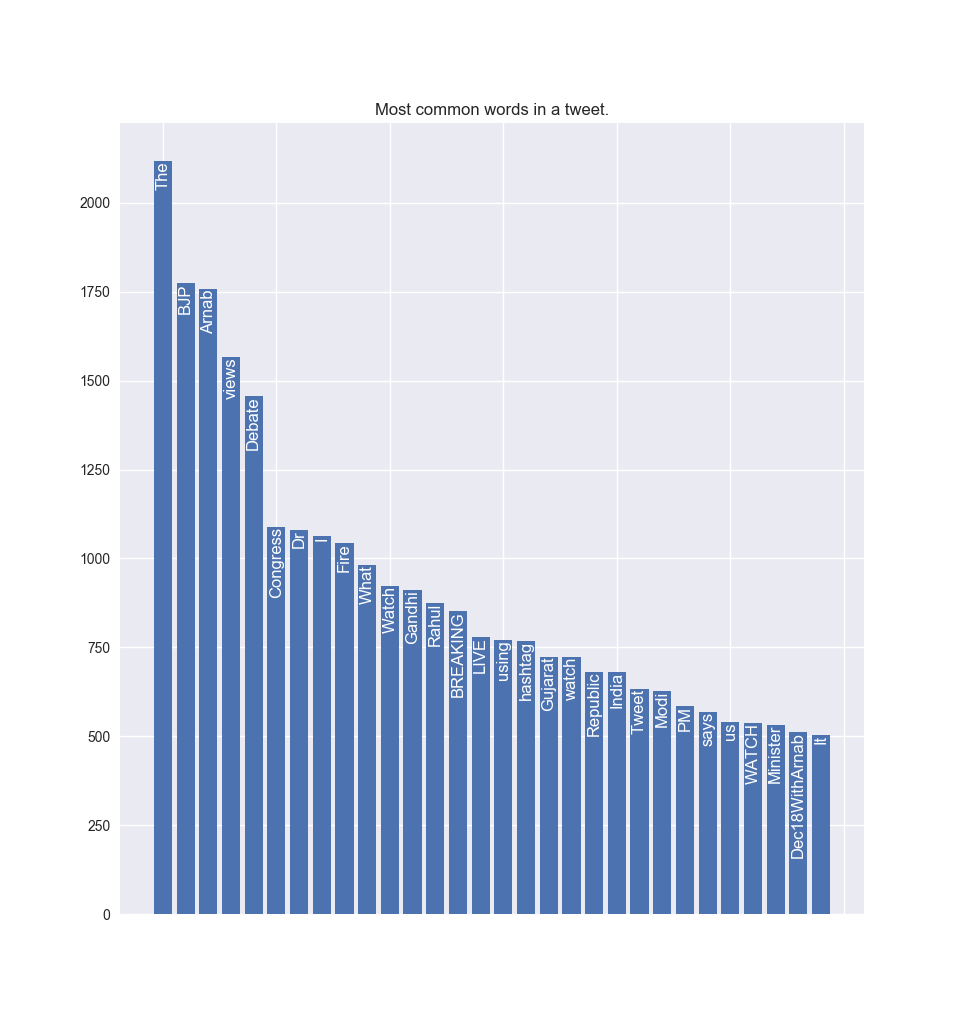 Most common words in a tweet.
2000
1750
1500
1250
1000
750
500
250
0
The
BJP
Arnab
views
Debate
Congress
Dr
I
Fire
What
Watch
Gandhi
Rahul
BREAKING
LIVE
using
hashtag
Gujarat
watch
Republic
India
Tweet
Modi
PM
says
us
WATCH
Minister
Dec18WithArnab
It